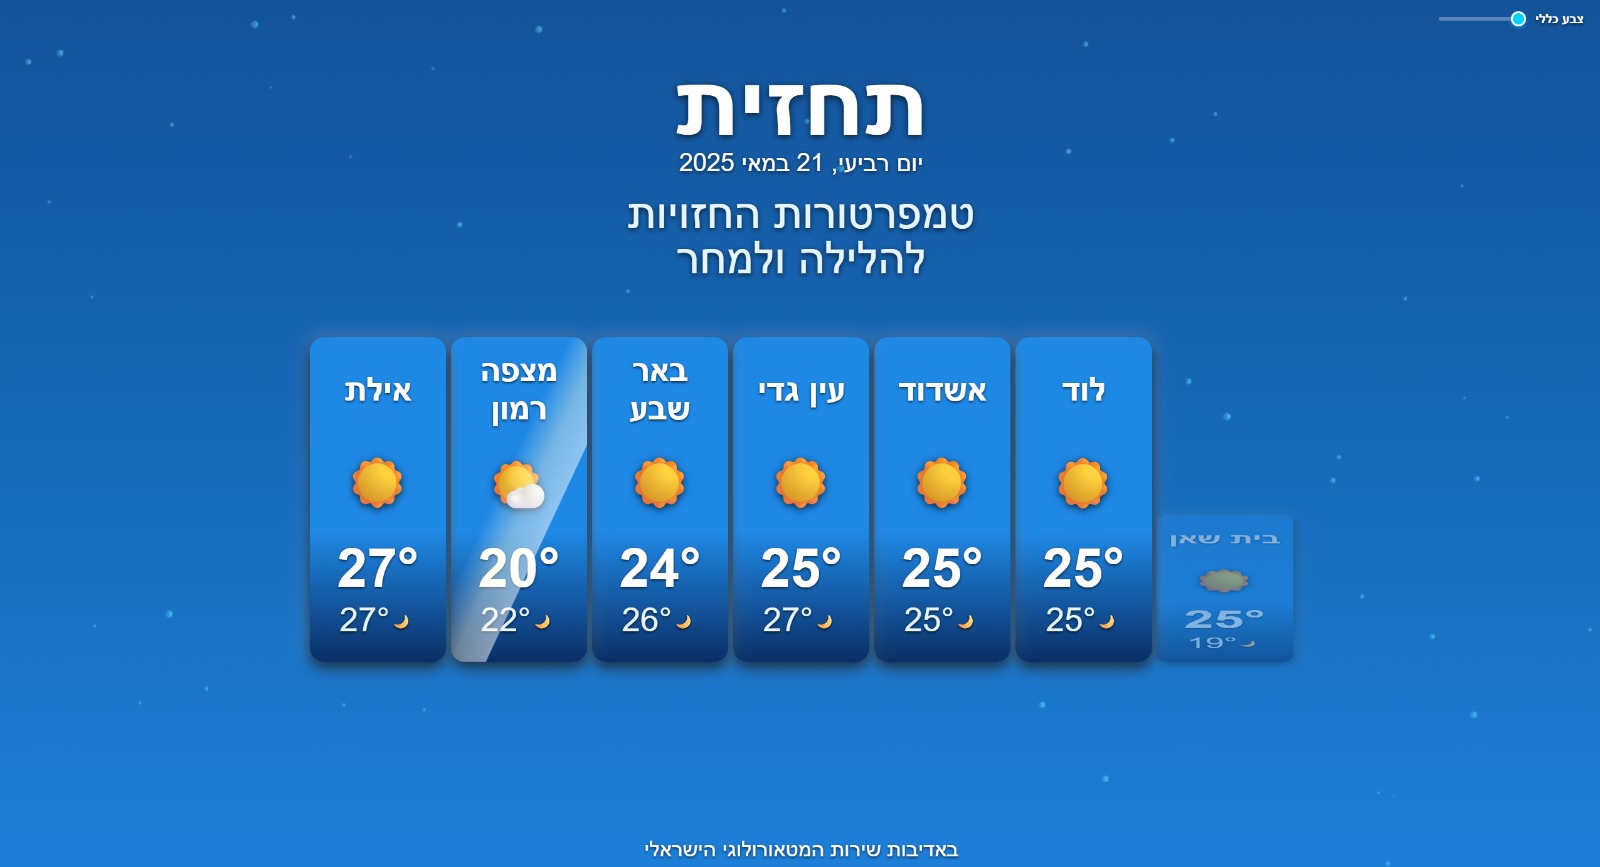 צבע כללי
תחזית
יום רביעי, 21 במאי 2025
טמפרטורות החזויות
להלילה ולמחר
בית שאן
25°
19°
לוד
25°
25°
אשדוד
25°
25°
עין גדי
25°
27°
באר
שבע
24°
26°
מצפה
רמון
20°
22°
אילת
27°
27°
באדיבות שירות המטאורולוגי הישראלי